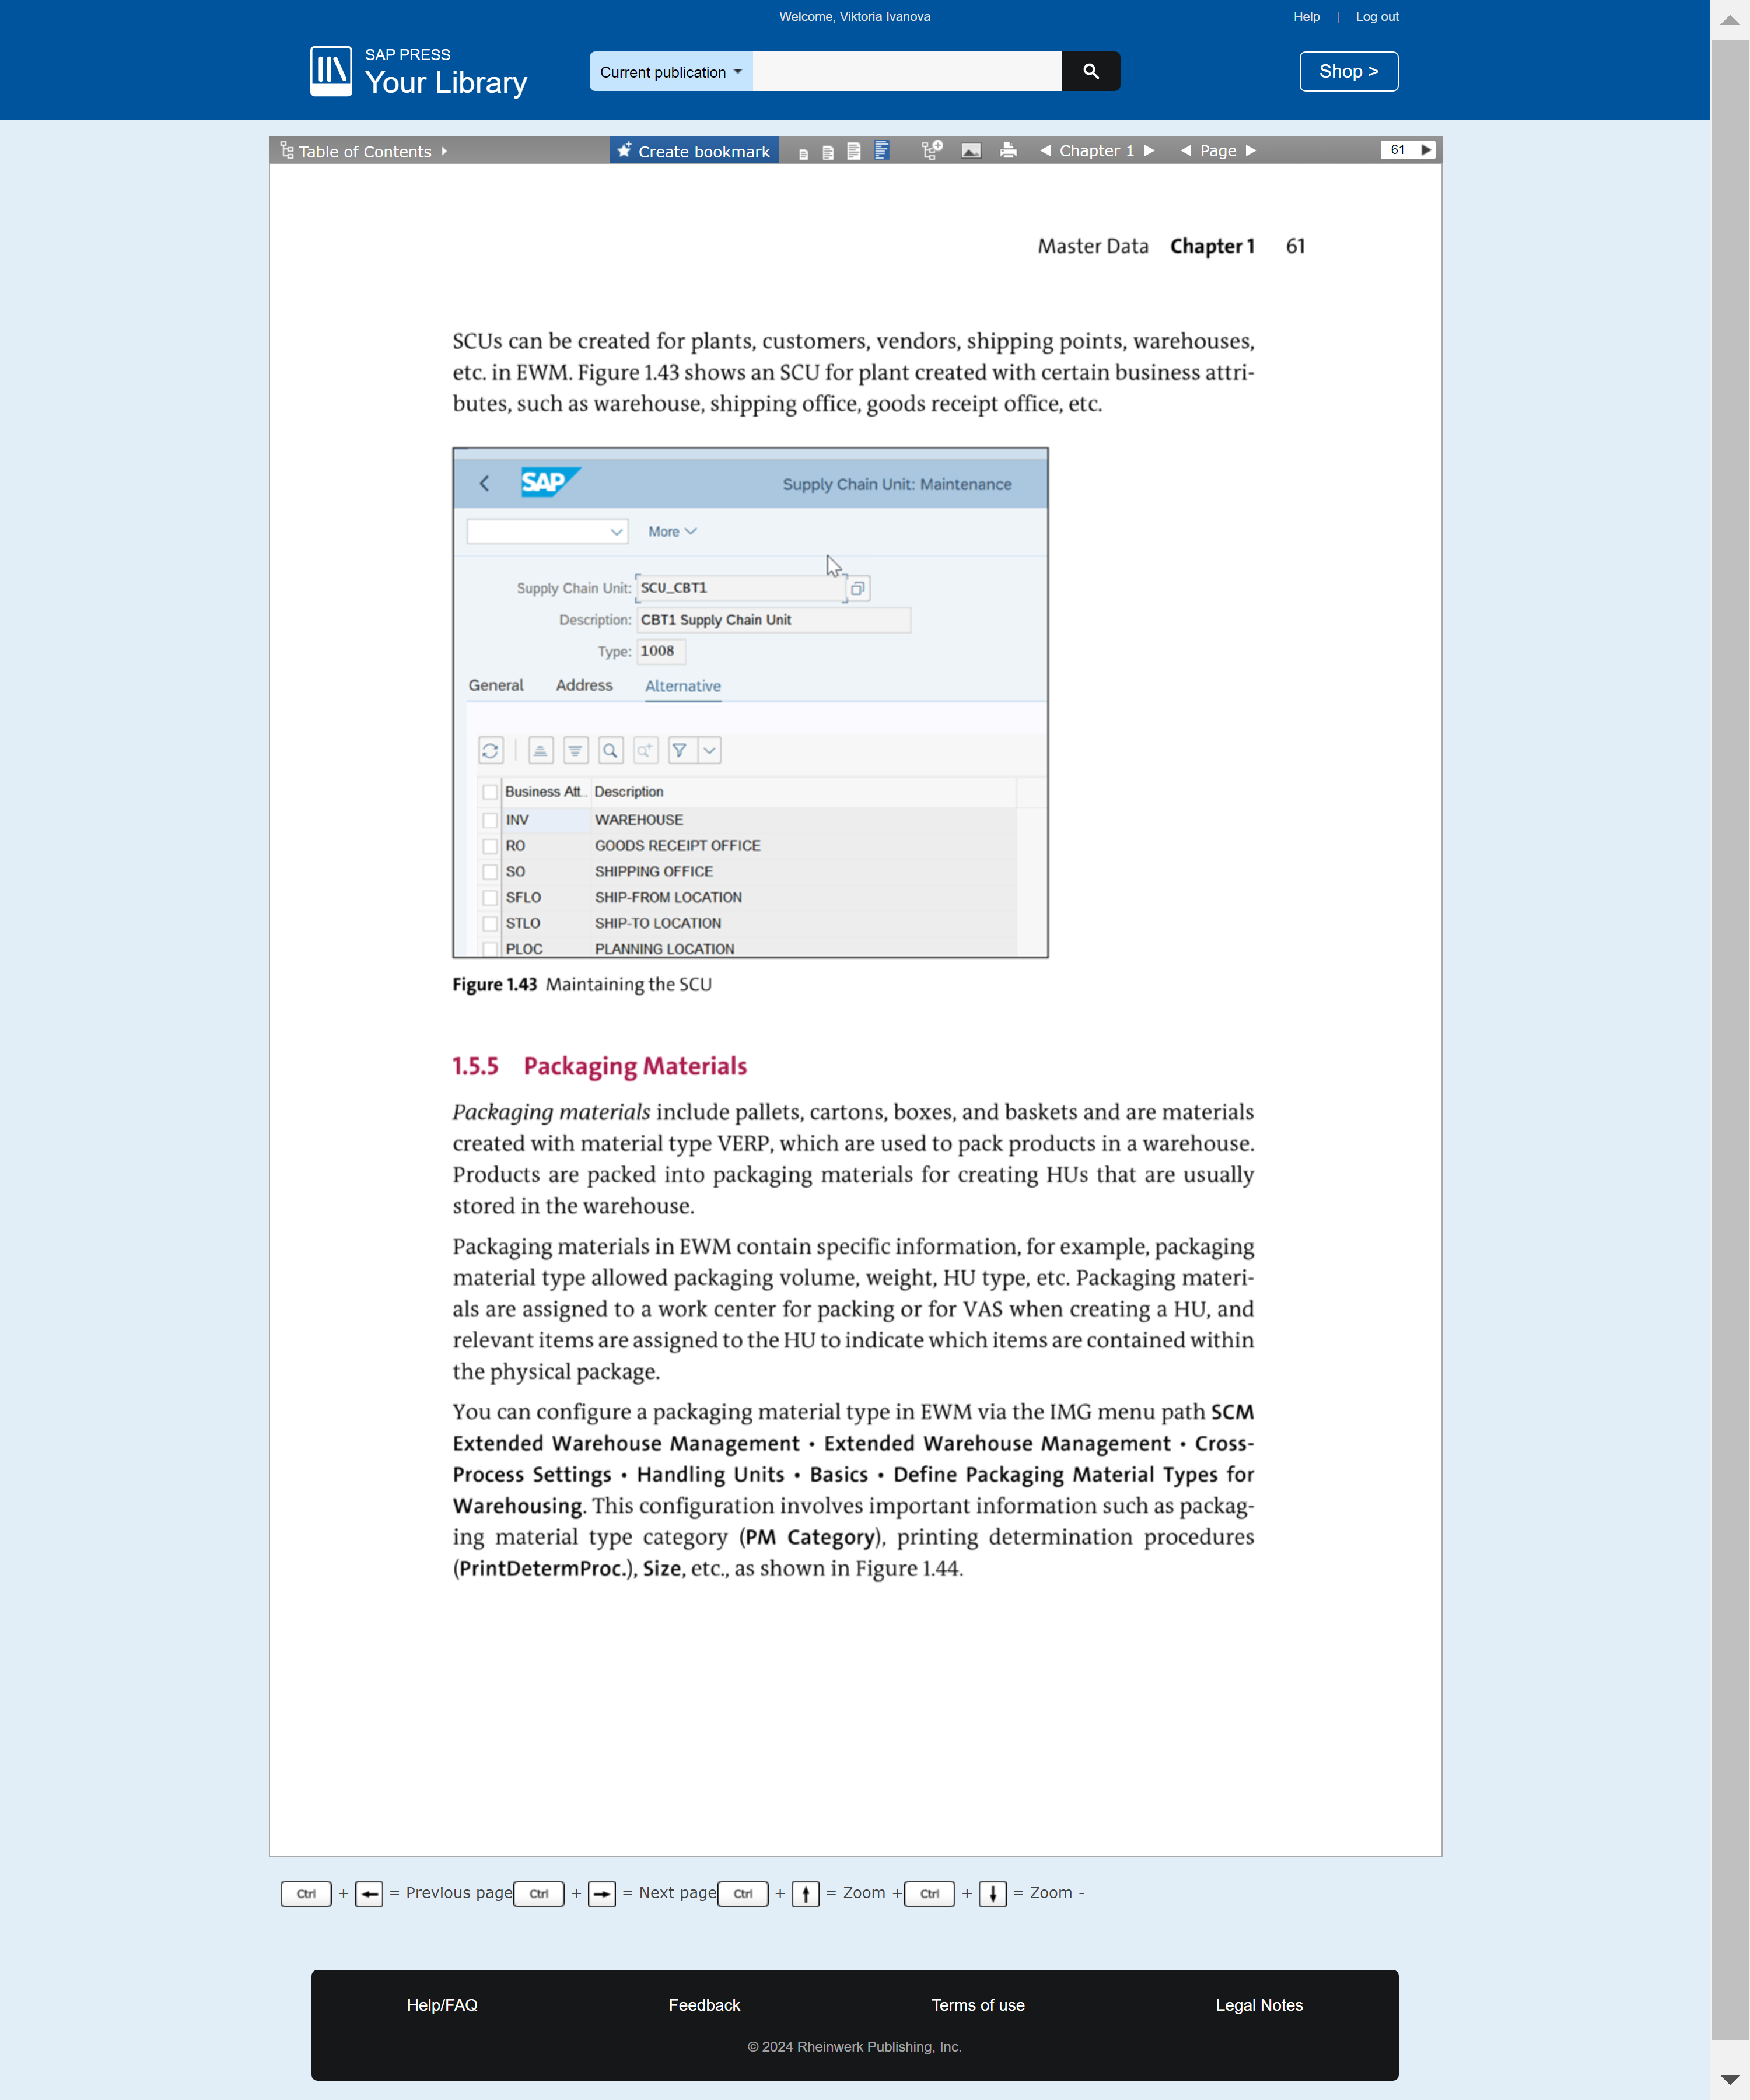 Welcome, Viktoria Ivanova
Help | Log out
SAP PRESS
Your Library
Current publication
Shop >
Table of Contents
Create bookmark
Chapter 1
Page
61
Master Data Chapter 1 61
SCUs can be created for plants, customers, vendors, shipping points, warehouses,
etc. in EWM. Figure 1.43 shows an SCU for plant created with certain business attri-
butes, such as warehouse, shipping office, goods receipt office, etc.
SAP
Supply Chain Unit: Maintenance
More
Supply Chain Unit: SCU_CBT1
Description: CBT1 Supply Chain Unit
Type: 1008
General Address Alternative
Business Att.. Description
INV WAREHOUSE
RO GOODS RECEIPT OFFICE
SO SHIPPING OFFICE
SFLO SHIP-FROM LOCATION
STLO SHIP-TO LOCATION
PLOC PLANNING LOCATION
Figure 1.43 Maintaining the SCU
1.5.5 Packaging Materials
Packaging materials include pallets, cartons, boxes, and baskets and are materials
created with material type VERP, which are used to pack products in a warehouse.
Products are packed into packaging materials for creating HUs that are usually
stored in the warehouse.
Packaging materials in EWM contain specific information, for example, packaging
material type allowed packaging volume, weight, HU type, etc. Packaging materi-
als are assigned to a work center for packing or for VAS when creating a HU, and
relevant items are assigned to the HU to indicate which items are contained within
the physical package.
You can configure a packaging material type in EWM via the IMG menu path SCM
Extended Warehouse Management • Extended Warehouse Management • Cross-
Process Settings • Handling Units • Basics • Define Packaging Material Types for
Warehousing. This configuration involves important information such as packag-
ing material type category (PM Category), printing determination procedures
(PrintDetermProc.), Size, etc., as shown in Figure 1.44.
Ctrl + ← = Previous page Ctrl + → = Next page Ctrl + ↑ = Zoom + Ctrl + ↓ = Zoom -
Help/FAQ Feedback Terms of use Legal Notes
© 2024 Rheinwerk Publishing, Inc.